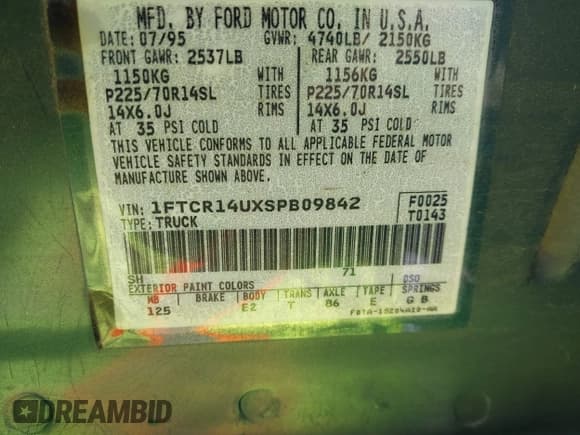 MFD. BY FORD MOTOR CO. IN U.S.A.
DATE: 07/95 GVWR: 4740LB/ 2150KG
FRONT GAWR: 2537LB REAR GAWR: 2550LB
1150KG WITH 1156KG WITH
P225/70R14SL TIRES P225/70R14SL TIRES
14X6.0J RIMS 14X6.0J RIMS
AT 35 PSI COLD AT 35 PSI COLD
THIS VEHICLE CONFORMS TO ALL APPLICABLE FEDERAL MOTOR
VEHICLE SAFETY STANDARDS IN EFFECT ON THE DATE OF
MANUFACTURE SHOWN ABOVE.
VIN: 1FTCR14UXSPB09842 F0025
TYPE: TRUCK T0143
SH 71
EXTERIOR PAINT COLORS DSO
WB BRAKE BODY TRANS AXLE TAPE SPRINGS
125 E2 T 86 E G B
DREAMBID